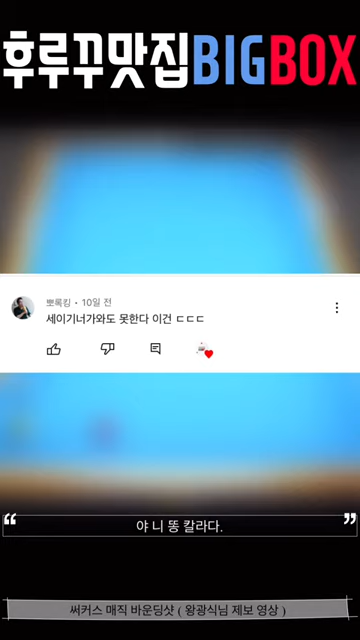 후루꾸맛집BIGBOX
뽀록킹 • 10일 전
세이기너가와도 못한다 이건 ㄷㄷㄷ
“ ”
야 니 똥 칼라다.
써커스 매직 바운딩샷 ( 왕광식님 제보 영상 )